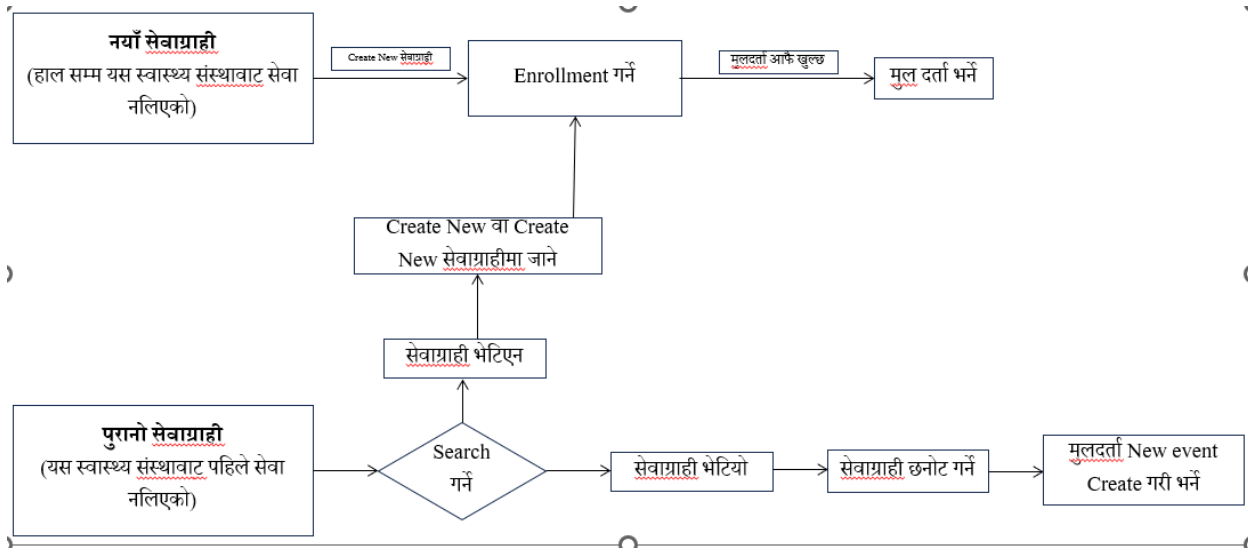 नयाँ सेवाग्राही
(हाल सम्म यस स्वास्थ्य संस्थावाट सेवा
नलिएको)
Create New सेवाग्राही
Enrollment गर्ने
मुलदर्ता आफै खुल्छ
मुल दर्ता भर्ने
Create New वा Create
New सेवाग्राहीमा जाने
सेवाग्राही भेटिएन
पुरानो सेवाग्राही
(यस स्वास्थ्य संस्थावाट पहिले सेवा
नलिएको)
Search
गर्ने
सेवाग्राही भेटियो
सेवाग्राही छनोट गर्ने
मुलदर्ता New event
Create गरी भर्ने